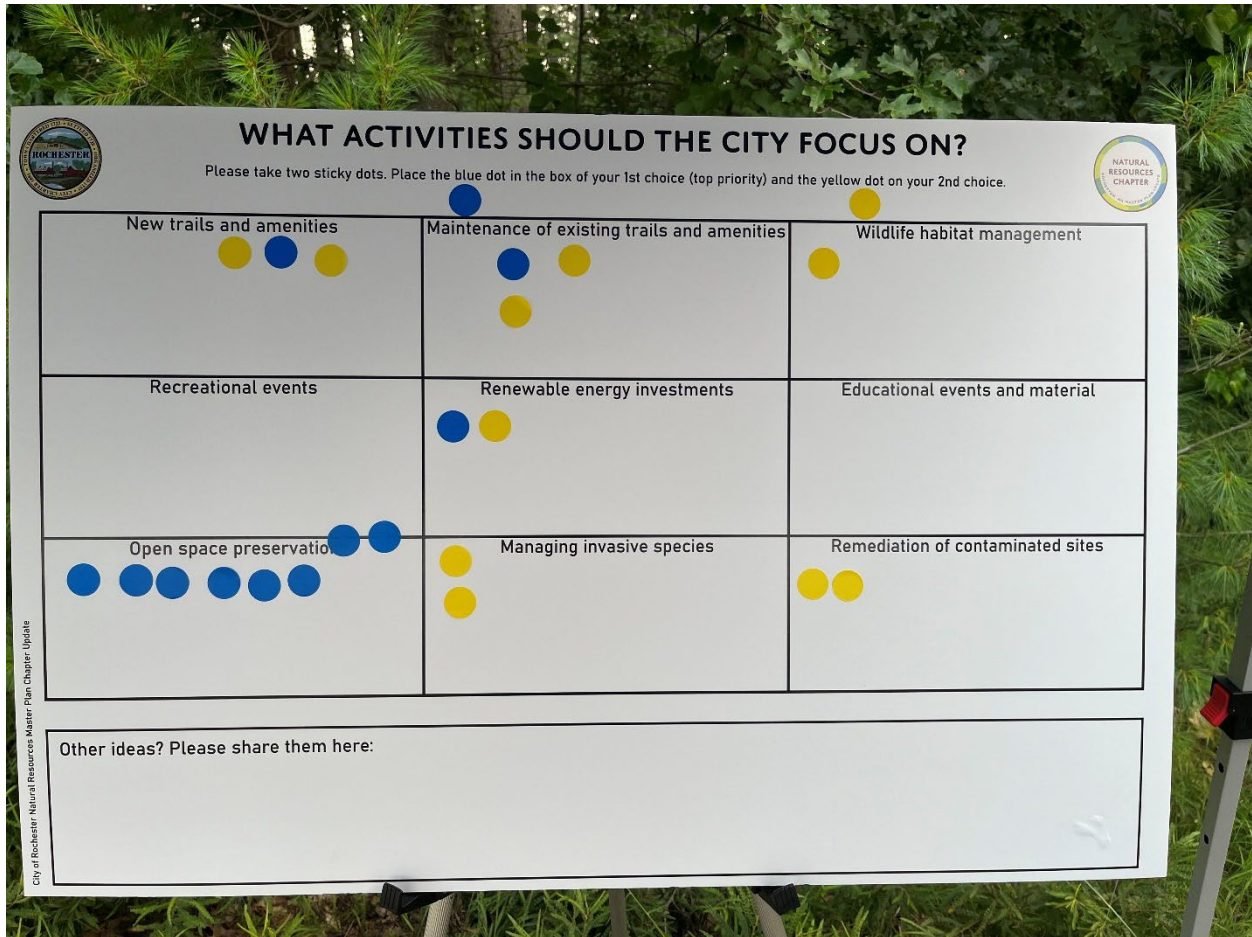 WHAT ACTIVITIES SHOULD THE CITY FOCUS ON?
Please take two sticky dots. Place the blue dot in the box of your 1st choice (top priority) and the yellow dot on your 2nd choice.
ROCHESTER
NATURAL
RESOURCES
CHAPTER
New trails and amenities
Maintenance of existing trails and amenities
Wildlife habitat management
Recreational events
Renewable energy investments
Educational events and material
Open space preservatio
Managing invasive species
Remediation of contaminated sites
Other ideas? Please share them here:
City of Rochester Natural Resources Master Plan Chapter Update